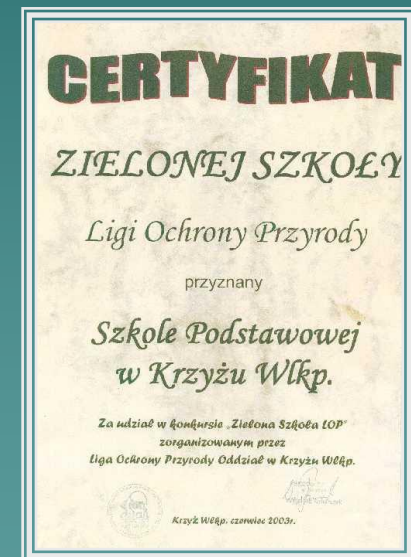 CERTYFIKAT
ZIELONEJ SZKOŁY
Ligi Ochrony Przyrody
przyznany
Szkole Podstawowej
w Krzyżu Wlkp.
Za udział w konkursie „Zielona Szkoła LOP"
zorganizowanym przez
Liga Ochrony Przyrody Oddział w Krzyżu Wlkp.
Krzyż Wlkp. czerwiec 2003r.